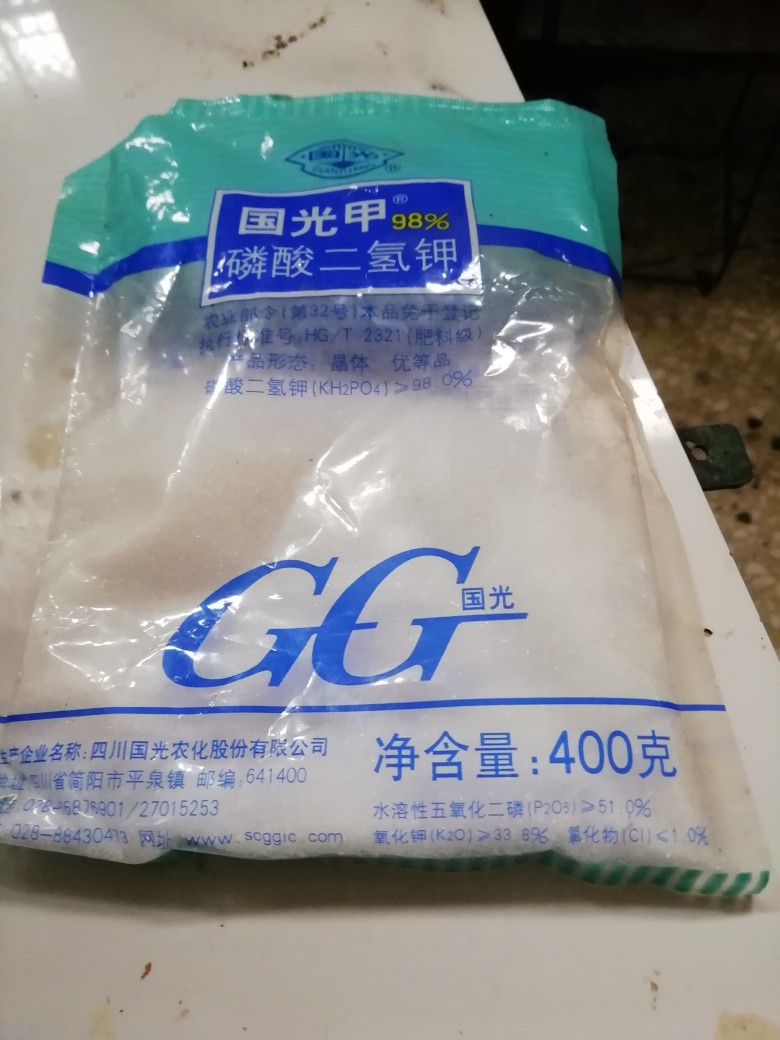 国光
GUOGUANG
®
国光甲® 98%
磷酸二氢钾
农业部令(第32号)本品免于登记
执行标准号:HG/T 2321(肥料级)
产品形态:晶体 优等品
磷酸二氢钾(KH2PO4)≥98.0%
GG 国光
生产企业名称:四川国光农化股份有限公司
四川省简阳市平泉镇 邮编:641400
/27015253
网址:www.scggic.com
净含量:400克
水溶性五氧化二磷(P2O5)≥51.0%
氧化钾(K2O)≥33.8% 氯化物(Cl)≤1.0%